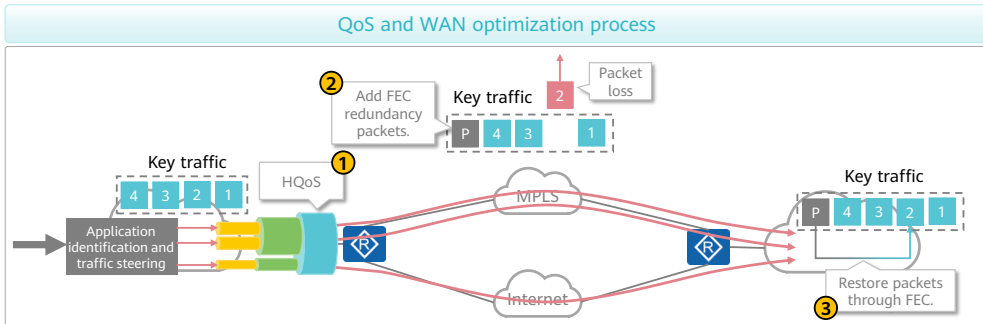 QoS and WAN optimization process
2
Add FEC
redundancy
packets.
Key traffic
2
Packet
loss
P 4 3 1
1
HQoS
Key traffic
4 3 2 1
Application
identification and
traffic steering
R
MPLS
Internet
R
Key traffic
P 4 3 2 1
3
Restore packets
through FEC.